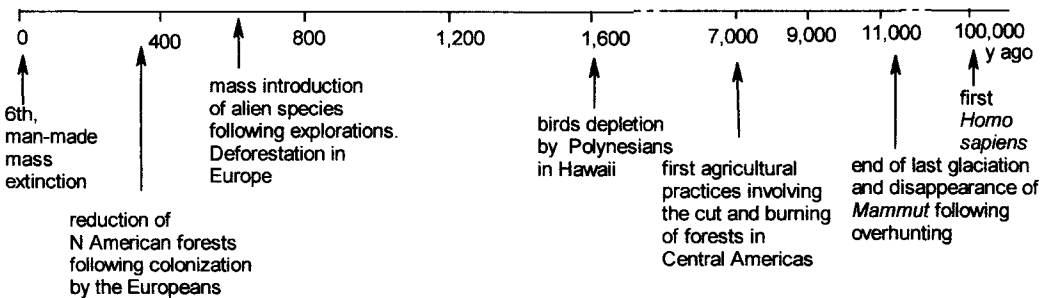 0
400
800
1,200
1,600
7,000
9,000
11,000
100,000
y ago
6th,
man-made
mass
extinction
reduction of
N American forests
following colonization
by the Europeans
mass introduction
of alien species
following explorations.
Deforestation in
Europe
birds depletion
by Polynesians
in Hawaii
first agricultural
practices involving
the cut and burning
of forests in
Central Americas
end of last glaciation
and disappearance of
Mammut following
overhunting
first
Homo
sapiens